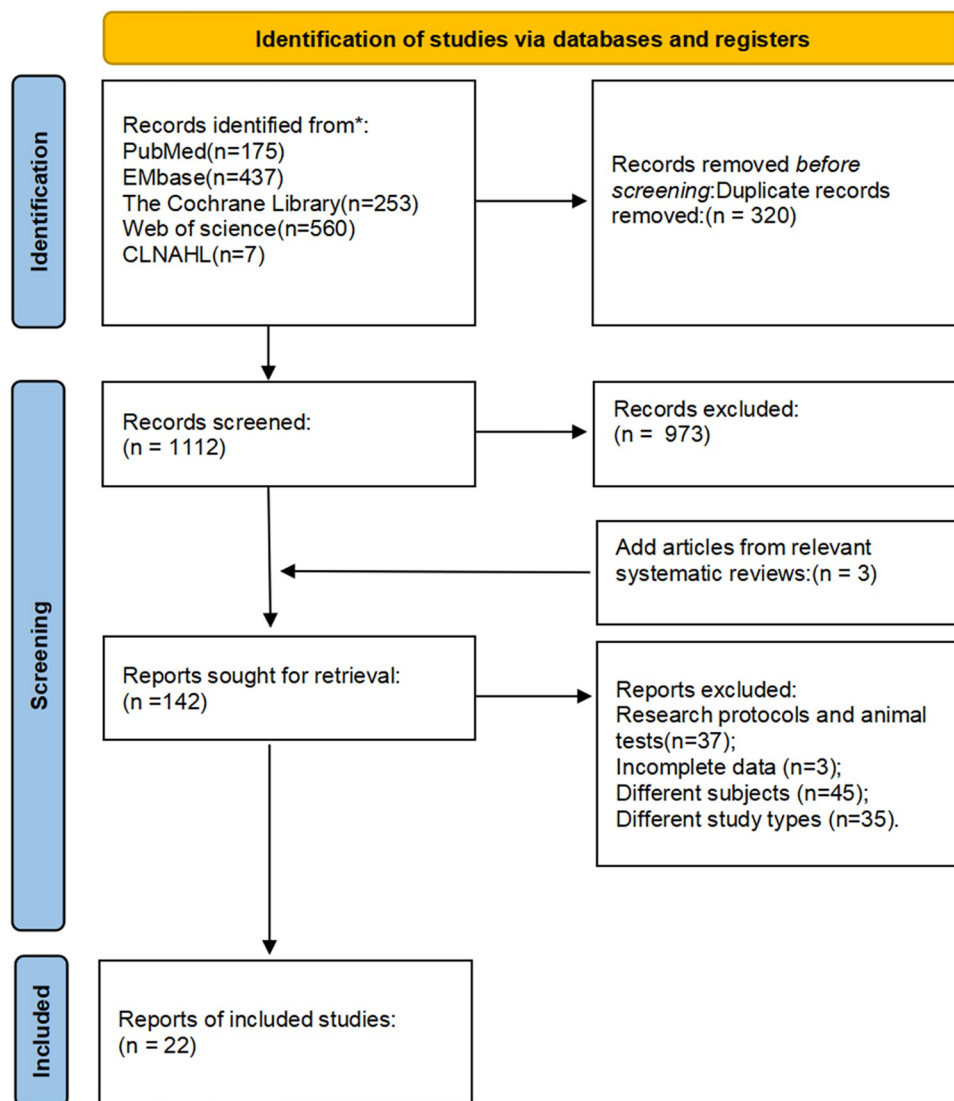 Identification of studies via databases and registers
Identification
Records identified from*:
PubMed(n=175)
EMbase(n=437)
The Cochrane Library(n=253)
Web of science(n=560)
CLNAHL(n=7)
Records removed before
screening:Duplicate records
removed:(n = 320)
Screening
Records screened:
(n = 1112)
Records excluded:
(n = 973)
Add articles from relevant
systematic reviews:(n = 3)
Reports sought for retrieval:
(n =142)
Reports excluded:
Research protocols and animal
tests(n=37);
Incomplete data (n=3);
Different subjects (n=45);
Different study types (n=35).
Included
Reports of included studies:
(n = 22)